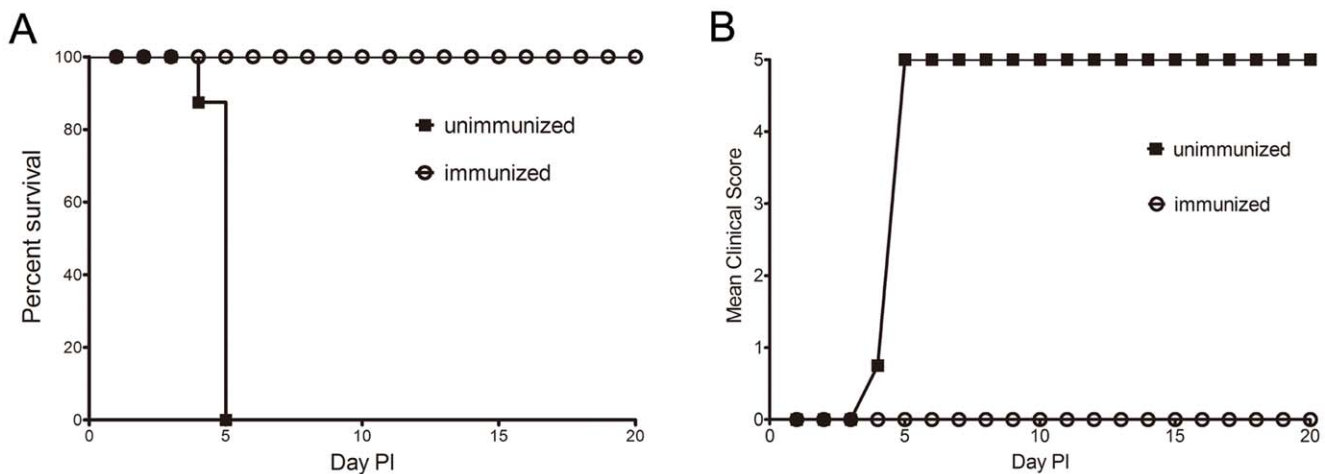 A
Percent survival
100
80
60
40
20
0
unimmunized
immunized
0 5 10 15 20
Day PI
B
Mean Clinical Score
5
4
3
2
1
0
unimmunized
immunized
0 5 10 15 20
Day PI